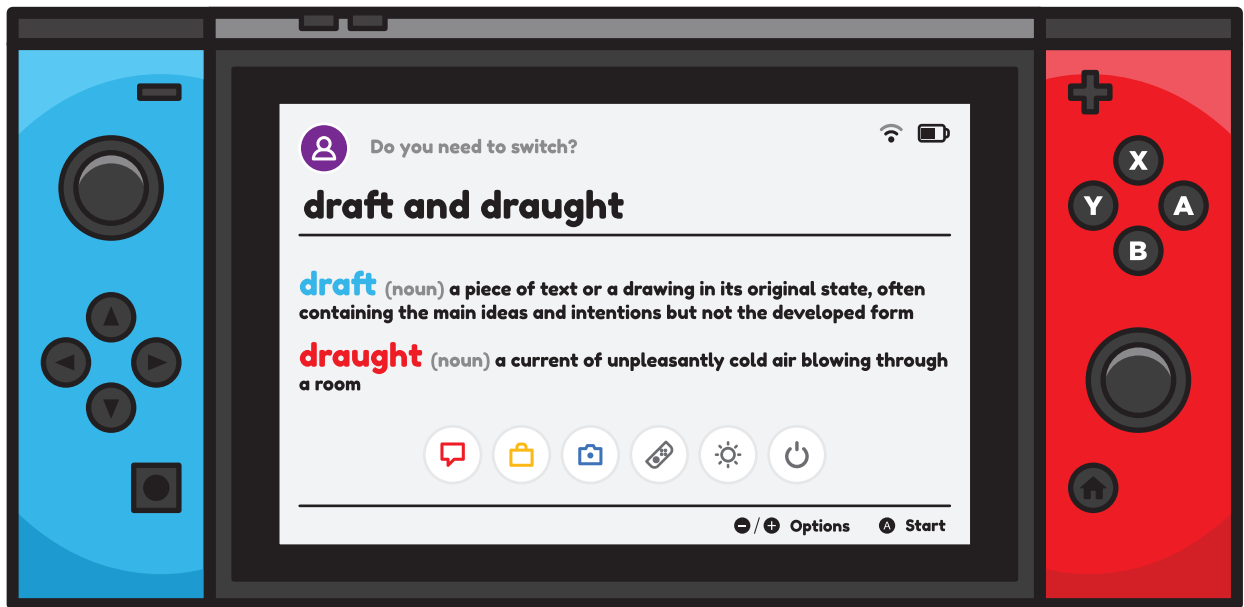 Do you need to switch?
draft and draught
draft (noun) a piece of text or a drawing in its original state, often
containing the main ideas and intentions but not the developed form
draught (noun) a current of unpleasantly cold air blowing through
a room
-/+ Options A Start
X
Y A
B